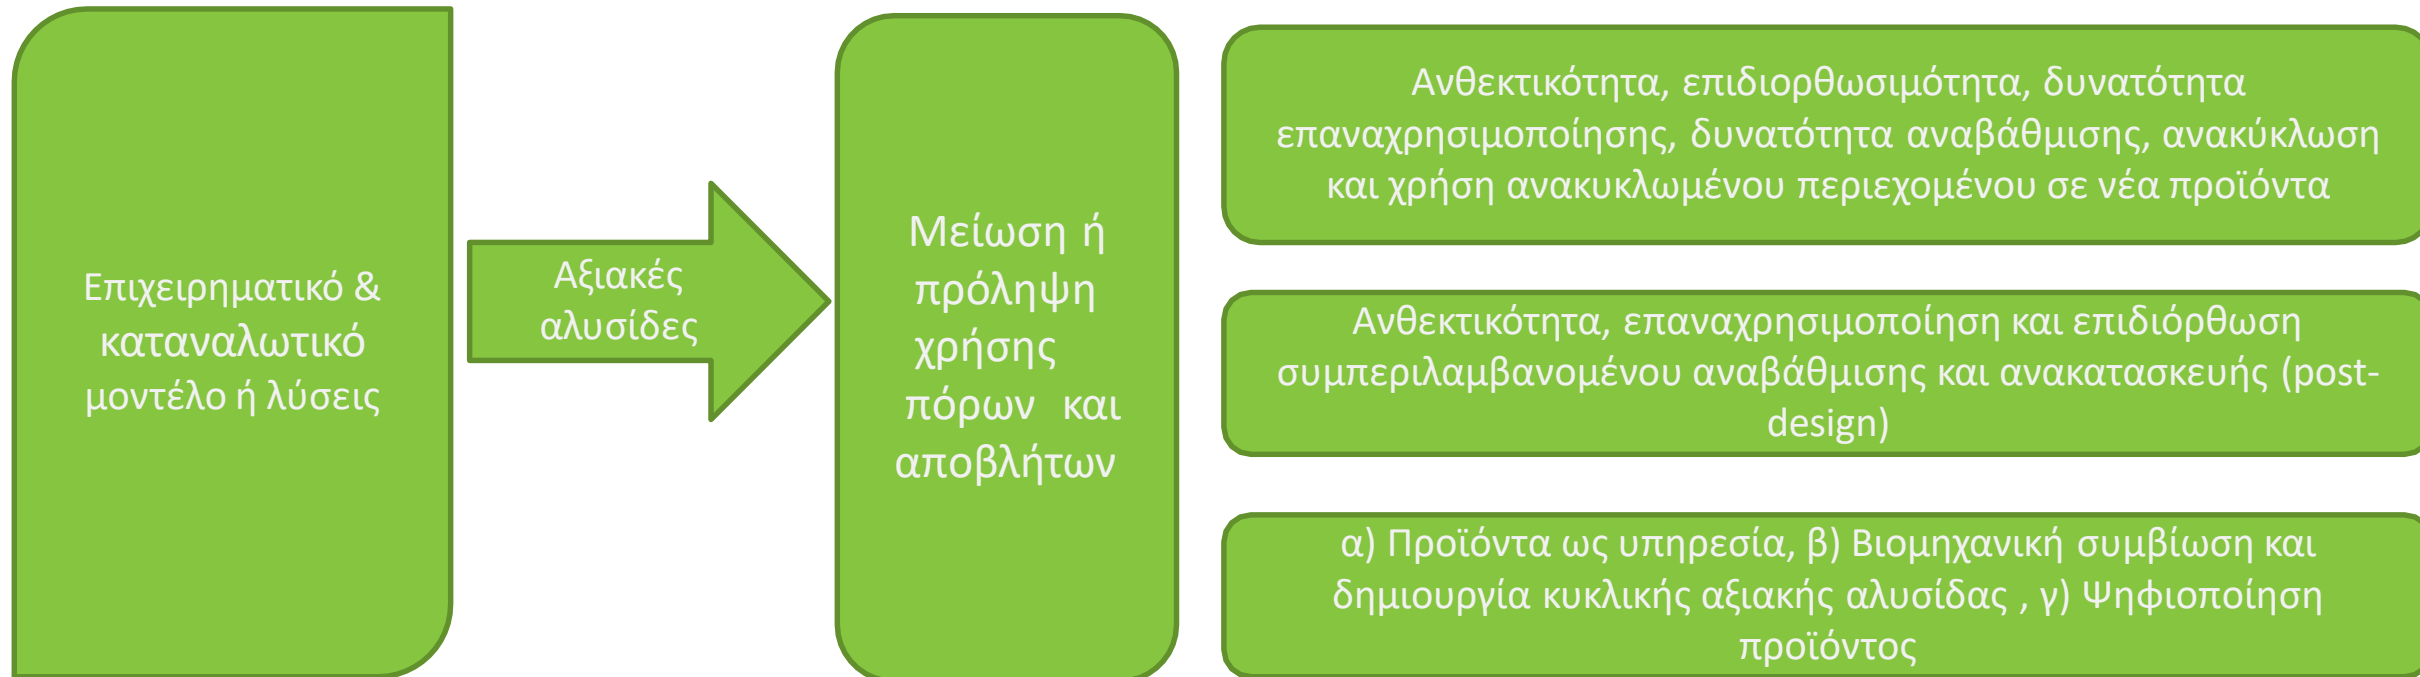 Επιχειρηματικό &
καταναλωτικό
μοντέλο ή λύσεις
Αξιακές
αλυσίδες
Μείωση ή
πρόληψη
χρήσης
πόρων και
αποβλήτων
Ανθεκτικότητα, επιδιορθωσιμότητα, δυνατότητα
επαναχρησιμοποίησης, δυνατότητα αναβάθμισης, ανακύκλωση
και χρήση ανακυκλωμένου περιεχομένου σε νέα προϊόντα
Ανθεκτικότητα, επαναχρησιμοποίηση και επιδιόρθωση
συμπεριλαμβανομένου αναβάθμισης και ανακατασκευής (post-
design)
α) Προϊόντα ως υπηρεσία, β) Βιομηχανική συμβίωση και
δημιουργία κυκλικής αξιακής αλυσίδας , γ) Ψηφιοποίηση
προϊόντος